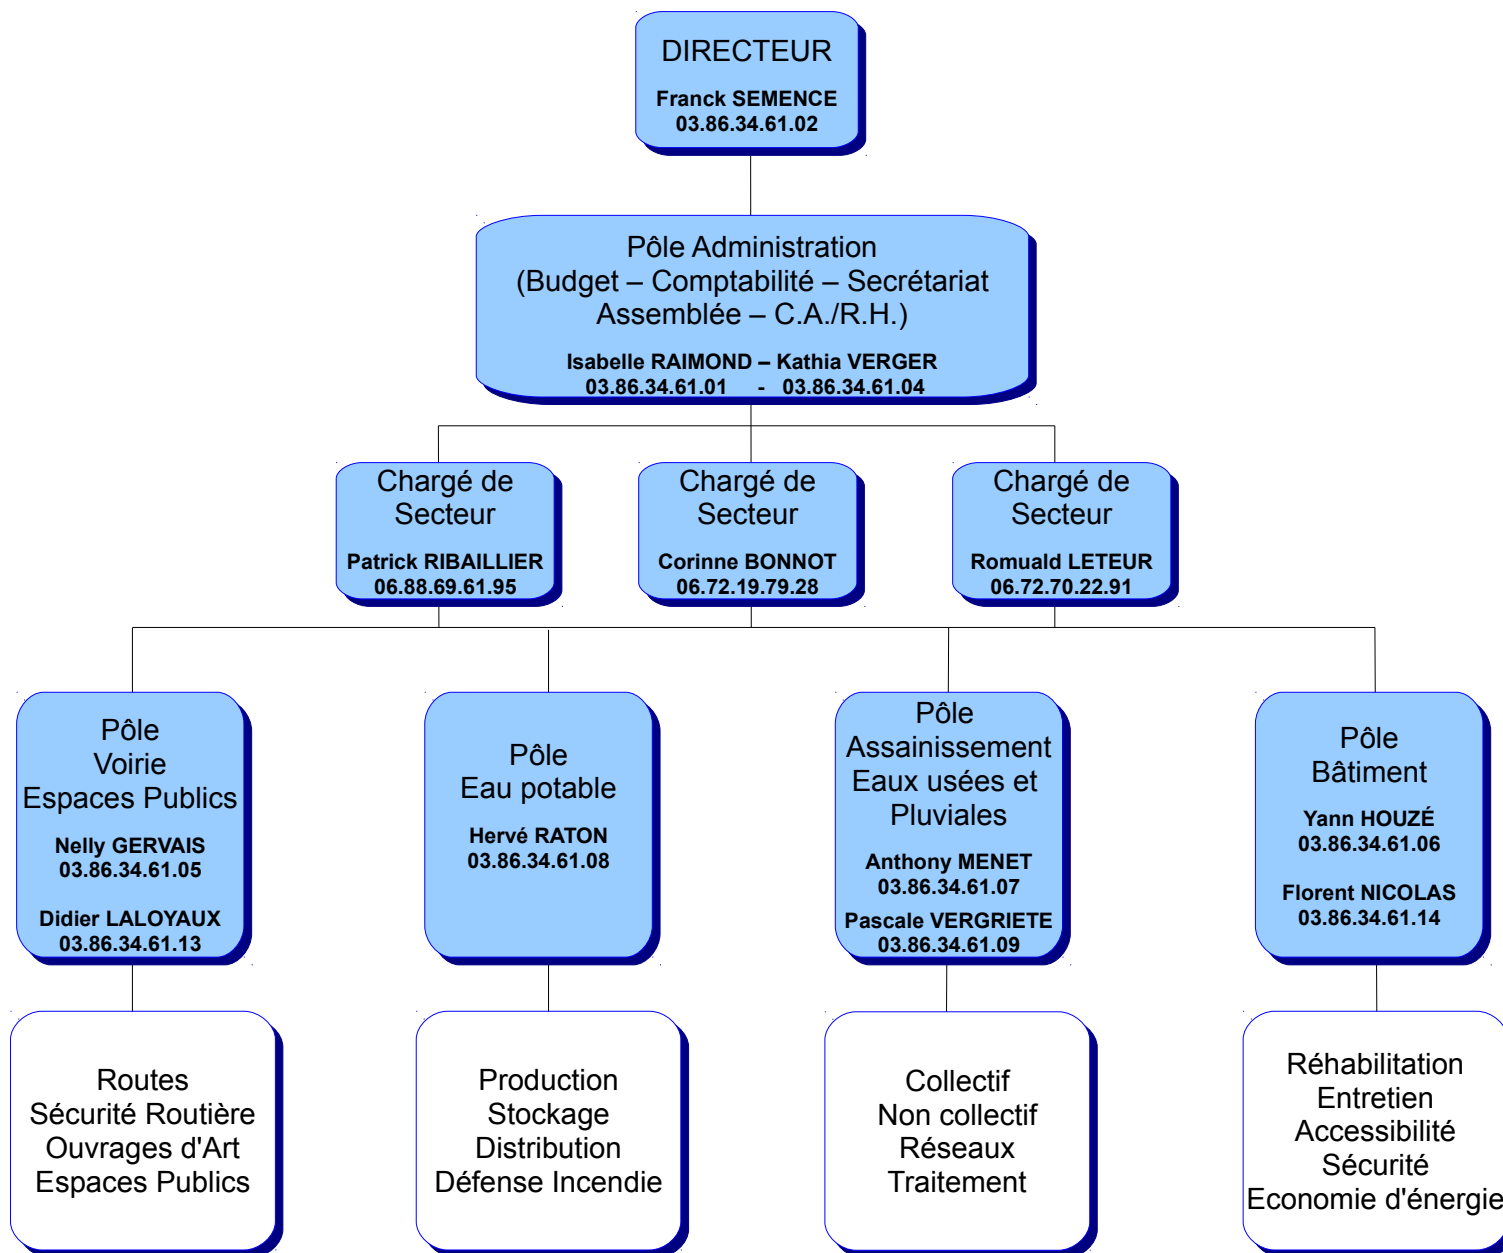 DIRECTEUR
Franck SEMENCE
03.86.34.61.02
Pôle Administration
(Budget – Comptabilité – Secrétariat
Assemblée – C.A./R.H.)
Isabelle RAIMOND – Kathia VERGER
03.86.34.61.01 - 03.86.34.61.04
Chargé de
Secteur
Patrick RIBAILLIER
06.88.69.61.95
Chargé de
Secteur
Corinne BONNOT
06.72.19.79.28
Chargé de
Secteur
Romuald LETEUR
06.72.70.22.91
Pôle
Voirie
Espaces Publics
Nelly GERVAIS
03.86.34.61.05
Didier LALOYAUX
03.86.34.61.13
Pôle
Eau potable
Hervé RATON
03.86.34.61.08
Pôle
Assainissement
Eaux usées et
Pluviales
Anthony MENET
03.86.34.61.07
Pascale VERGRIETE
03.86.34.61.09
Pôle
Bâtiment
Yann HOUZÉ
03.86.34.61.06
Florent NICOLAS
03.86.34.61.14
Routes
Sécurité Routière
Ouvrages d'Art
Espaces Publics
Production
Stockage
Distribution
Défense Incendie
Collectif
Non collectif
Réseaux
Traitement
Réhabilitation
Entretien
Accessibilité
Sécurité
Economie d'énergie